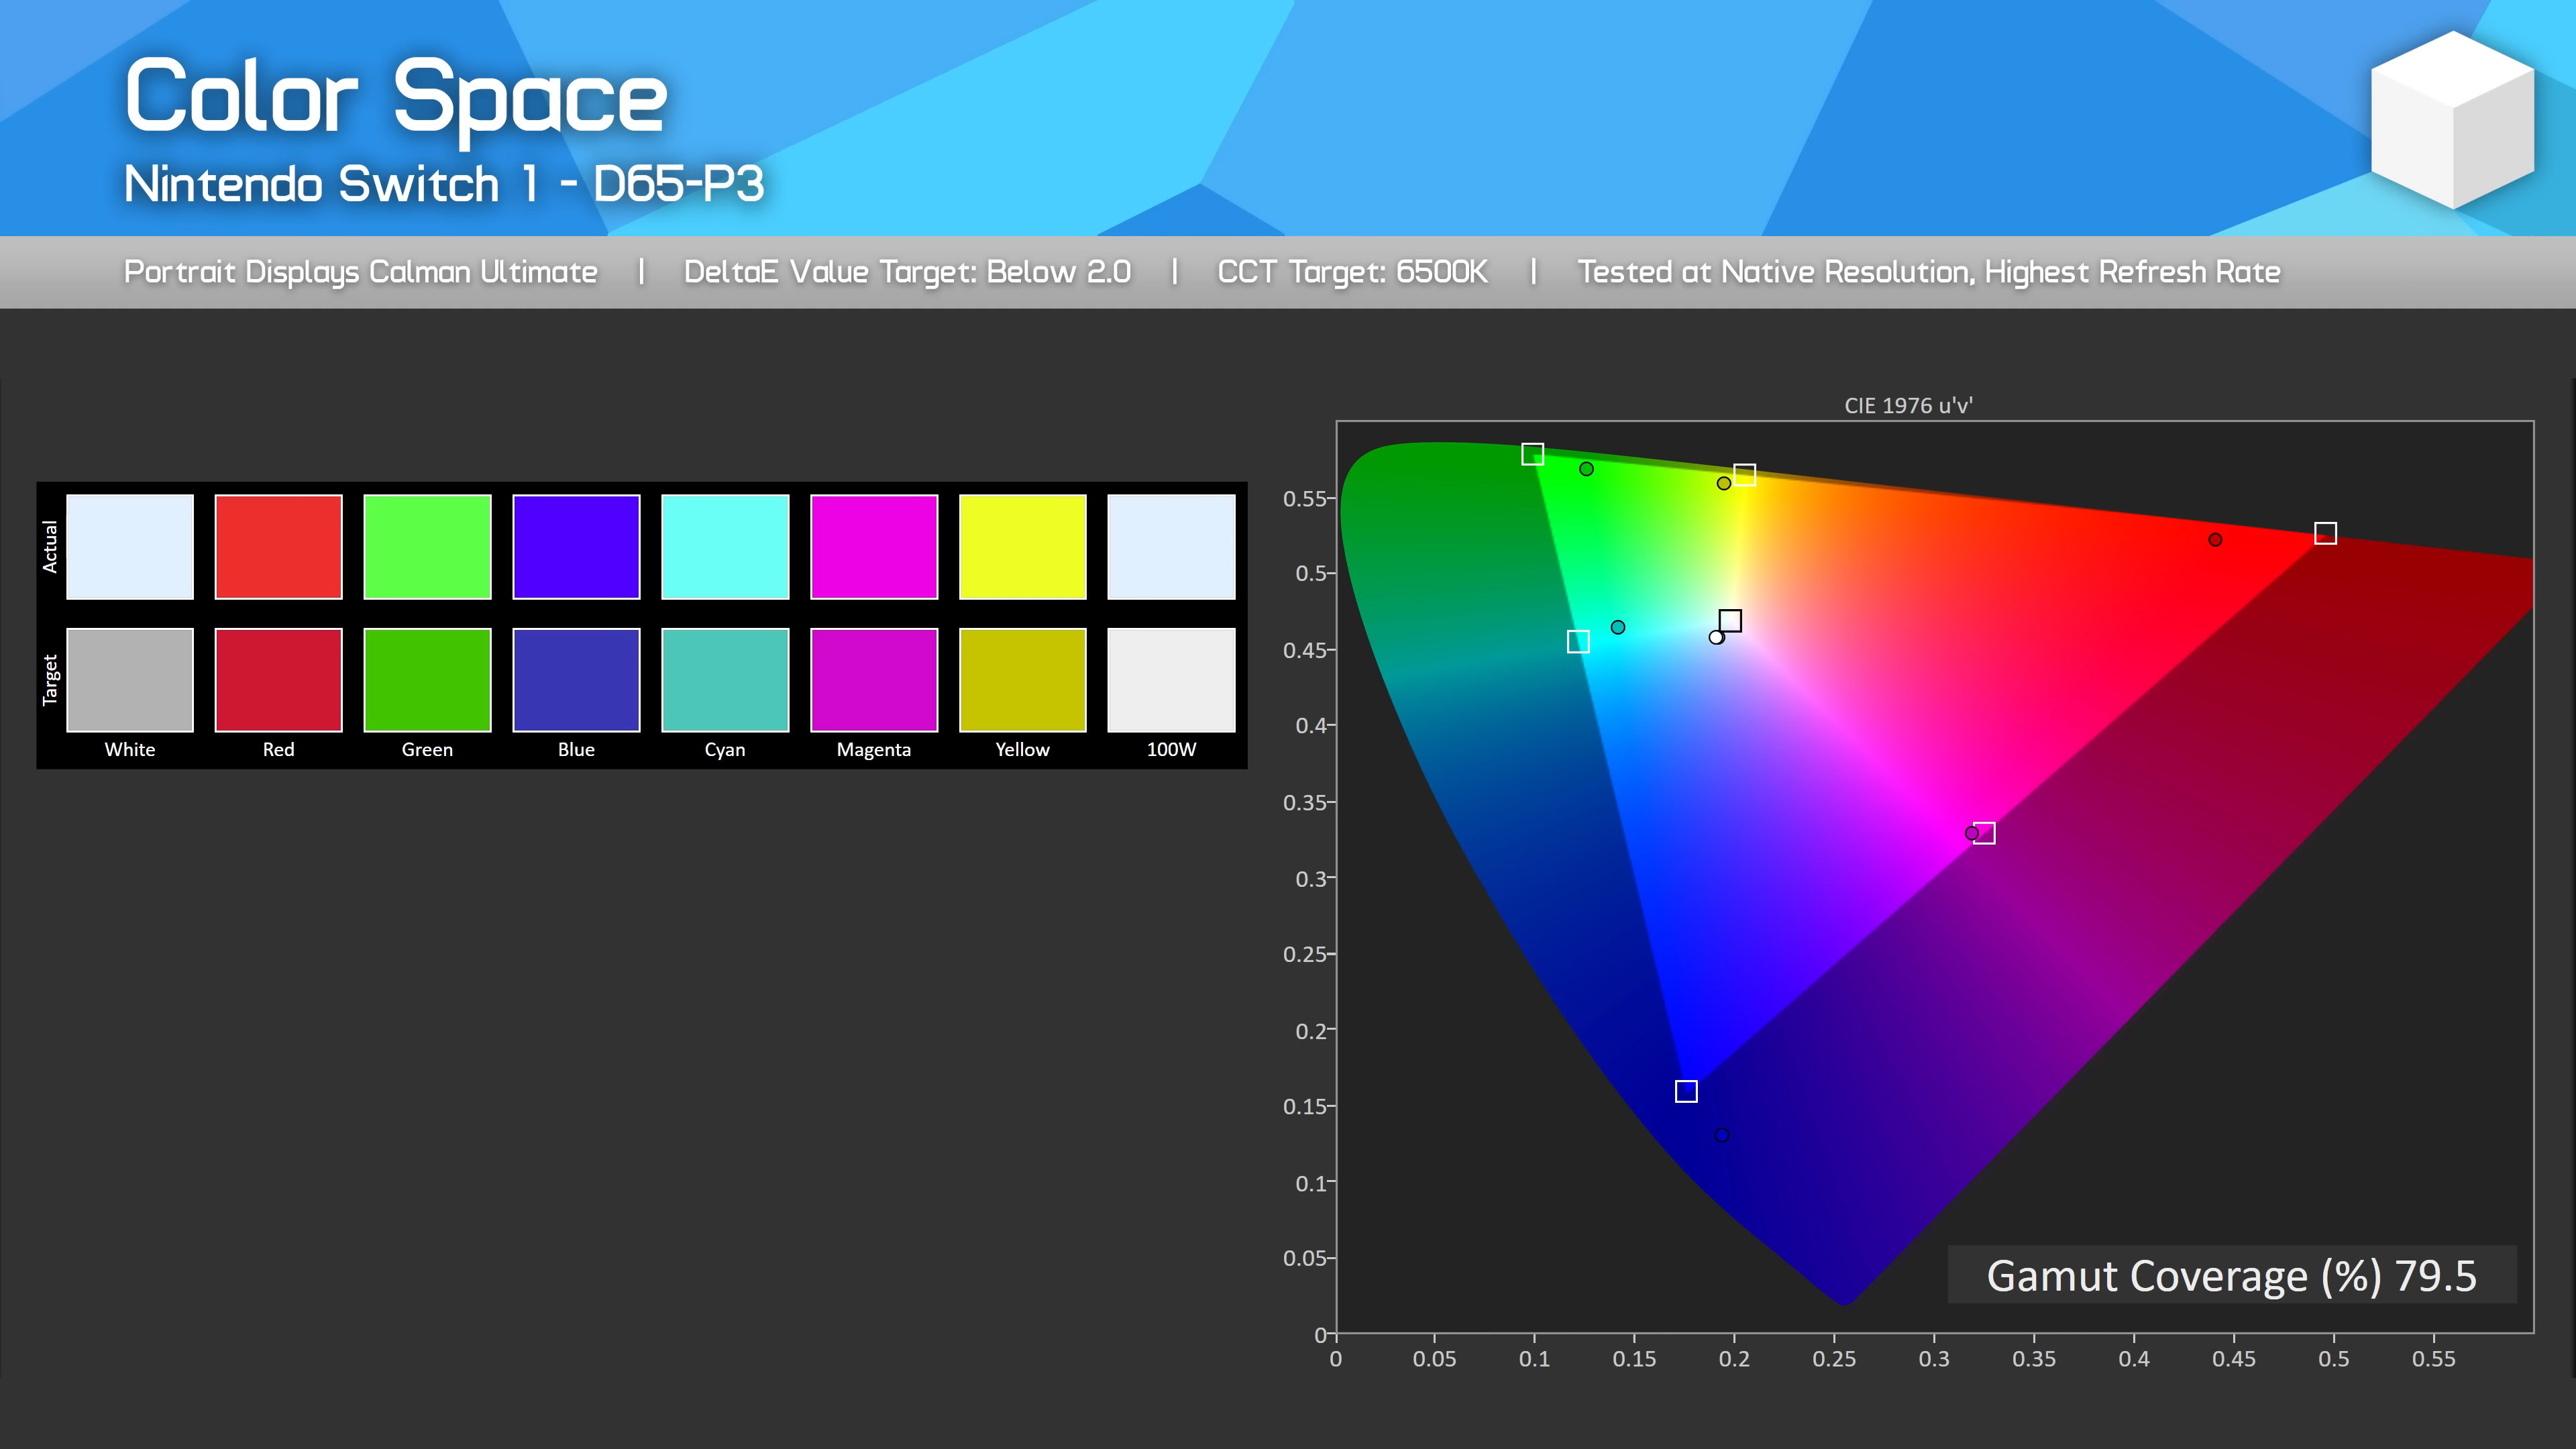 Color Space
Nintendo Switch 1 - D65-P3
Portrait Displays Calman Ultimate | DeltaE Value Target: Below 2.0 | CCT Target: 6500K | Tested at Native Resolution, Highest Refresh Rate
Actual
Target
White Red Green Blue Cyan Magenta Yellow 100W
CIE 1976 u'v'
0.55
0.5
0.45
0.4
0.35
0.3
0.25
0.2
0.15
0.1
0.05
0
Gamut Coverage (%) 79.5
0 0.05 0.1 0.15 0.2 0.25 0.3 0.35 0.4 0.45 0.5 0.55